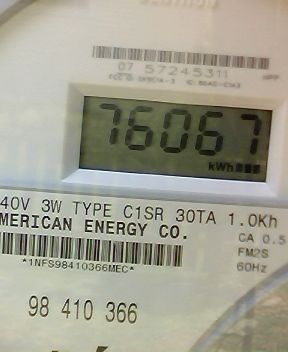 07 57245311
76067
kWh
40V 3W TYPE C1SR 30TA 1.0Kh
MERICAN ENERGY CO.
CA 0.5
FM2S
60Hz
*1NFS98410366MEC*
98 410 366